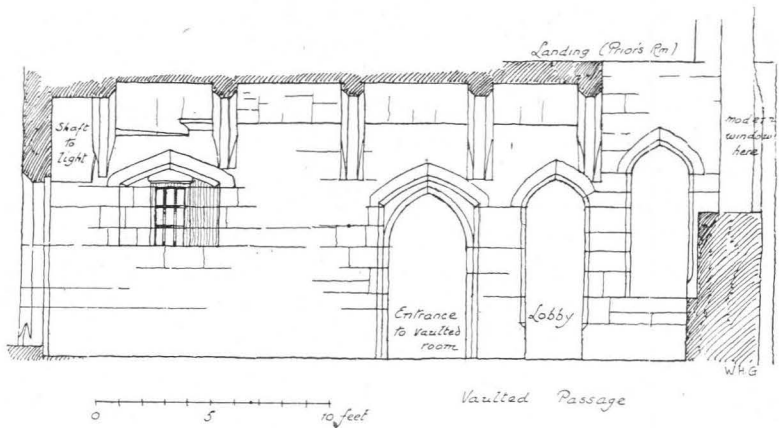 Landing (Prior's Rm)
Shaft
to
light
modern
window
here
Entrance
to vaulted
room
Lobby
WHG
Vaulted Passage
0 5 10 feet